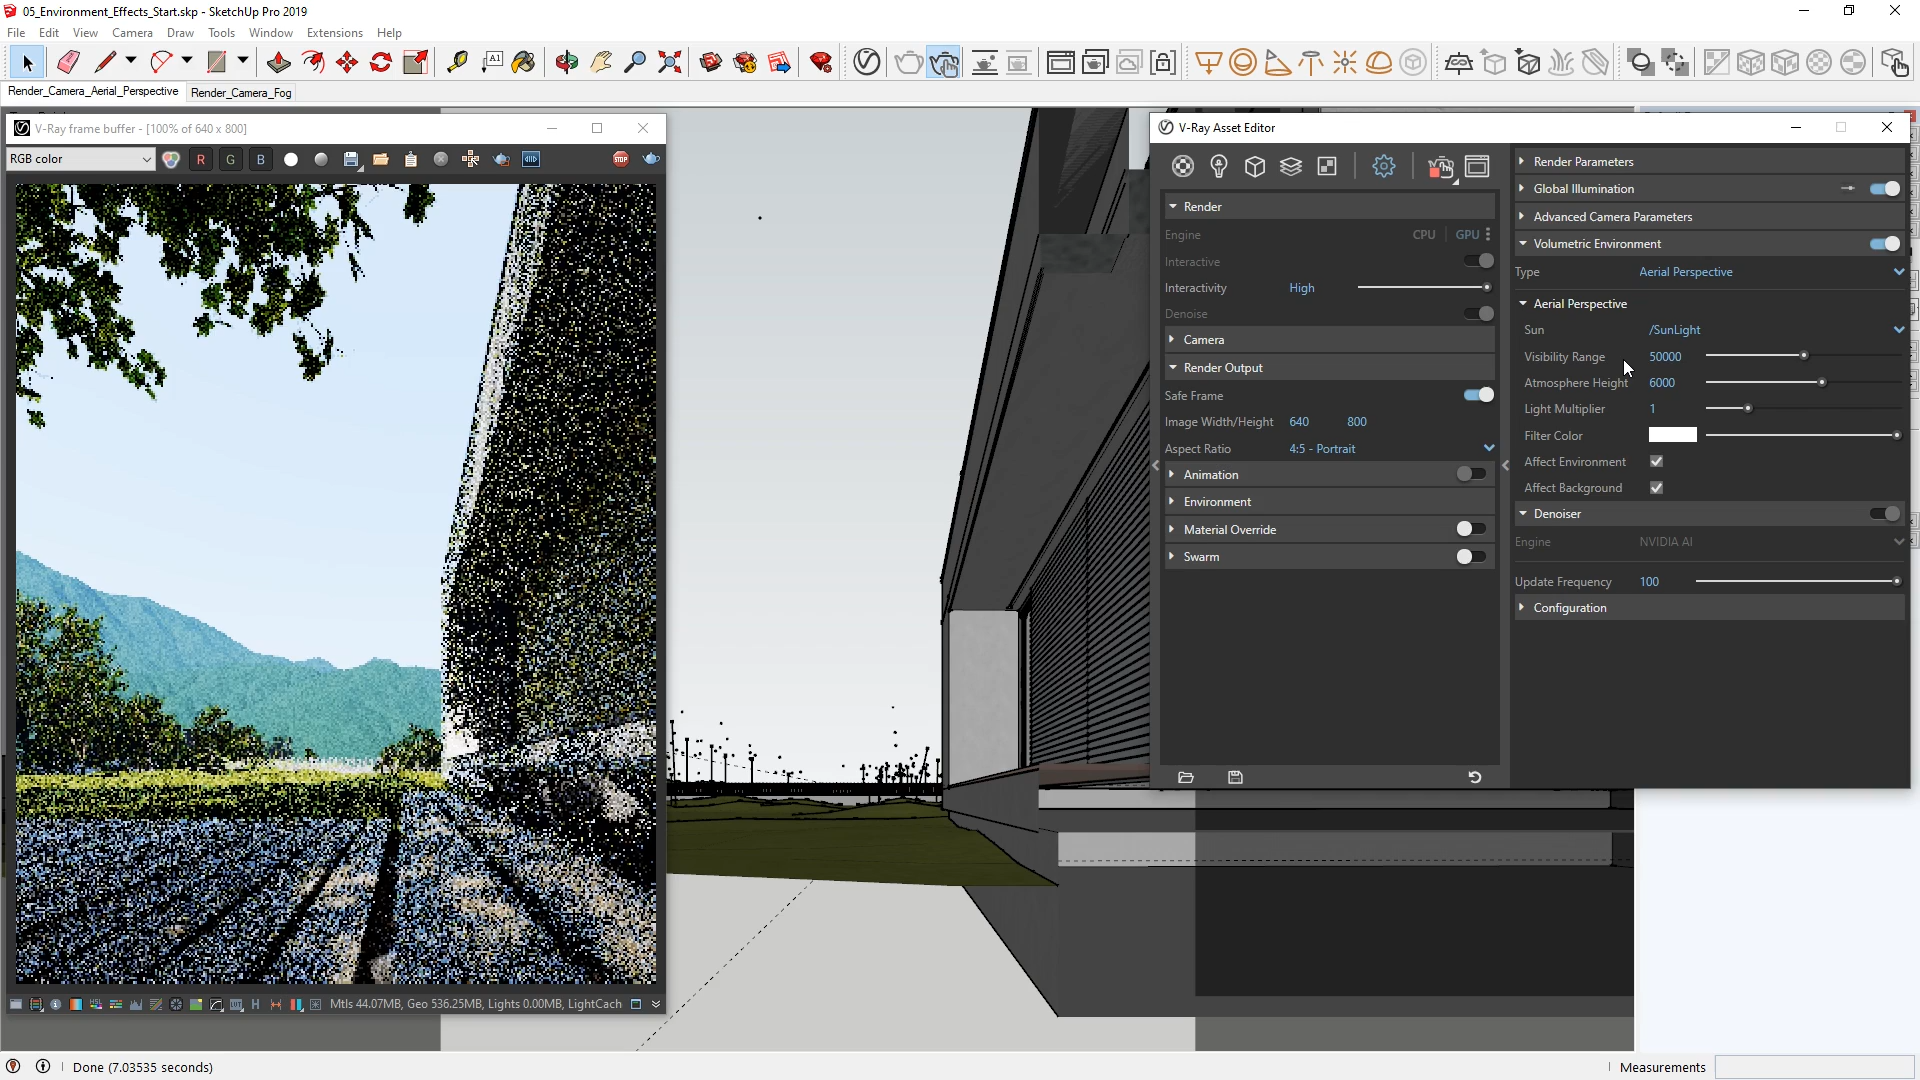 05_Environment_Effects_Start.skp - SketchUp Pro 2019
File Edit View Camera Draw Tools Window Extensions Help
Render_Camera_Aerial_Perspective Render_Camera_Fog
V-Ray frame buffer - [100% of 640 x 800]
RGB color
R G B
STOP
HSL
LUT
H
Mtls 44.07MB, Geo 536.25MB, Lights 0.00MB, LightCach
V-Ray Asset Editor
Render
Engine CPU GPU
Interactive
Interactivity High
Denoise
Camera
Render Output
Safe Frame
Image Width/Height 640 800
Aspect Ratio 4:5 - Portrait
Animation
Environment
Material Override
Swarm
Render Parameters
Global Illumination
Advanced Camera Parameters
Volumetric Environment
Type Aerial Perspective
Aerial Perspective
Sun /SunLight
Visibility Range 50000
Atmosphere Height 6000
Light Multiplier 1
Filter Color
Affect Environment
Affect Background
Denoiser
Engine NVIDIA AI
Update Frequency 100
Configuration
Done (7.03535 seconds)
Measurements